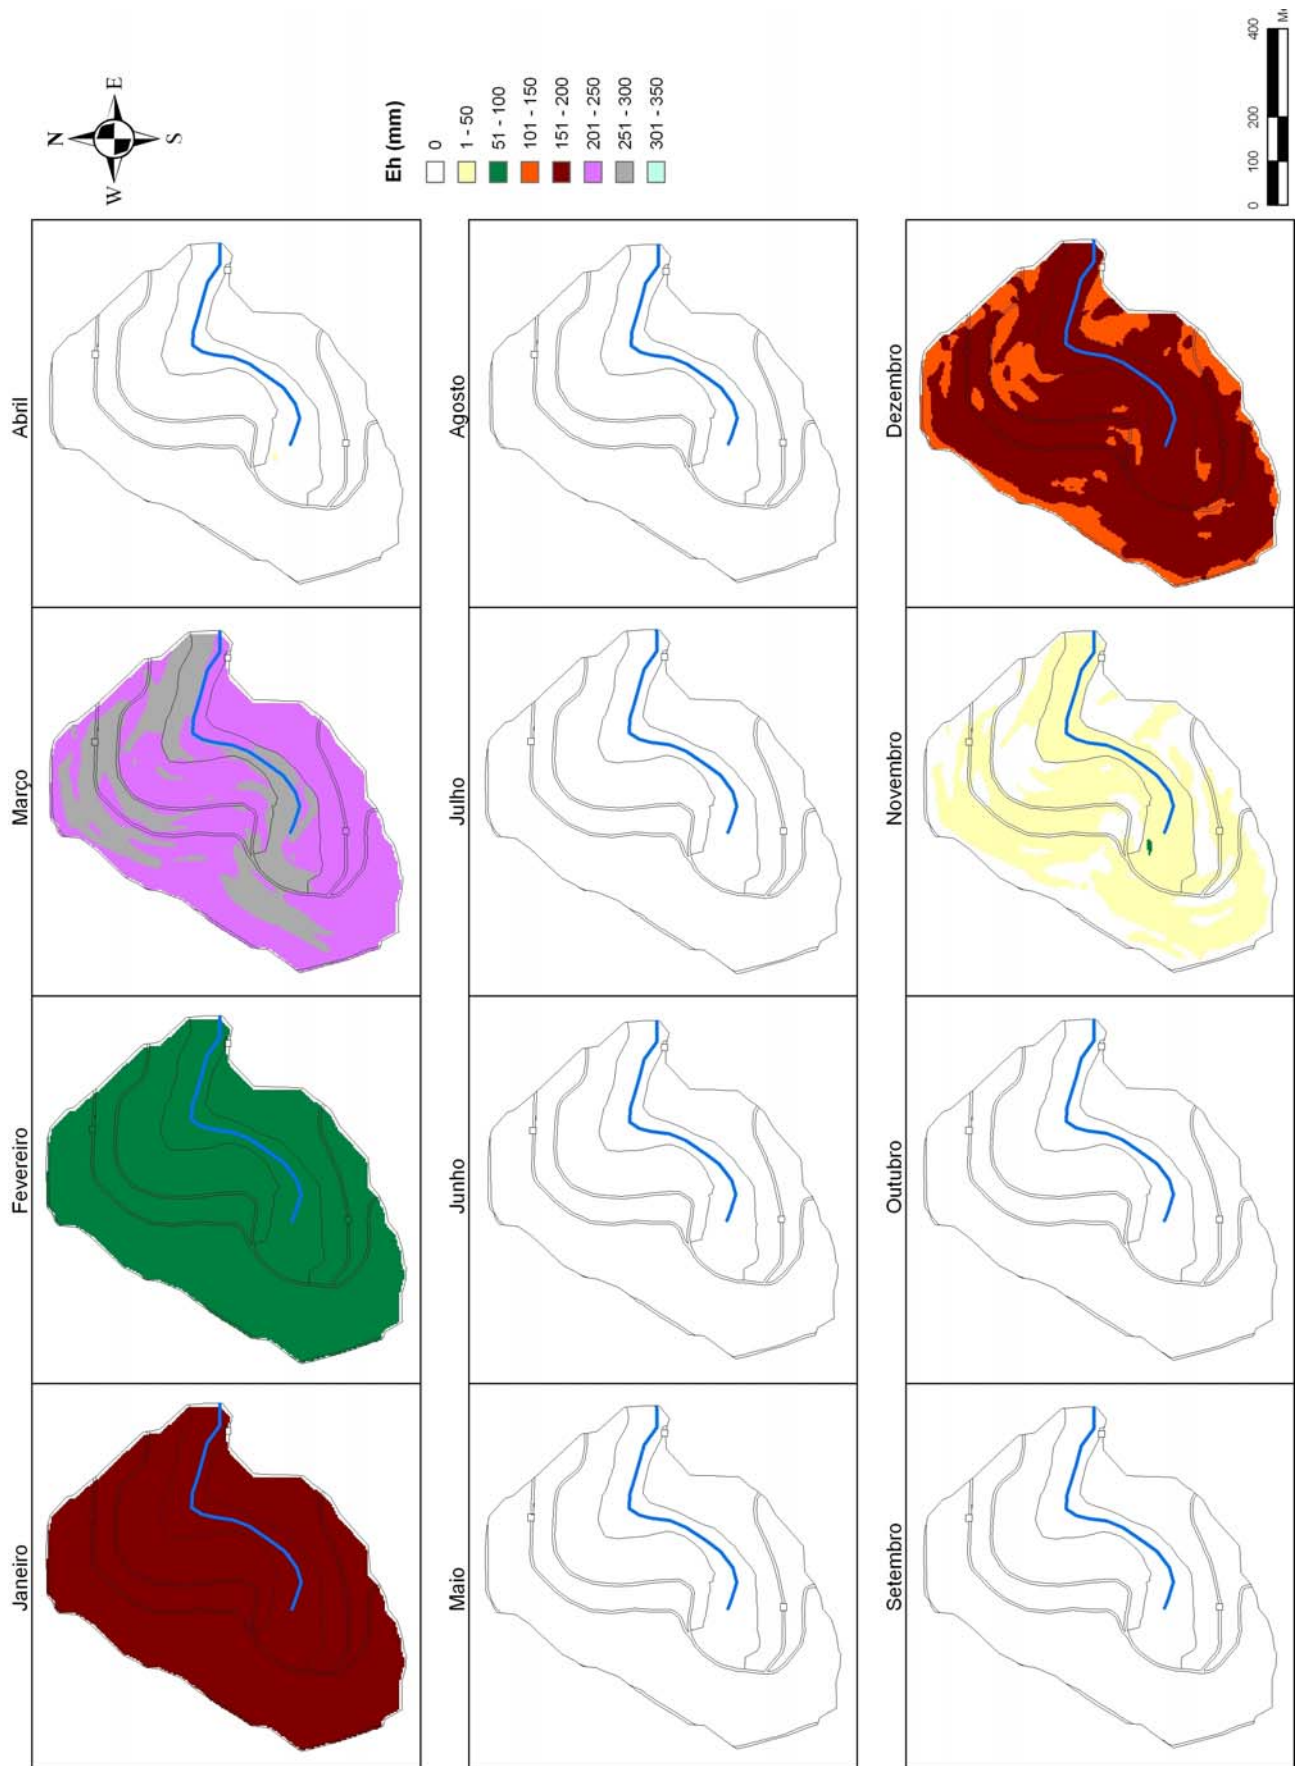 N
W
E
S
Eh (mm)
0
1 - 50
51 - 100
101 - 150
151 - 200
201 - 250
251 - 300
301 - 350
0 100 200 400
Janeiro
Fevereiro
Março
Abril
Maio
Junho
Julho
Agosto
Setembro
Outubro
Novembro
Dezembro